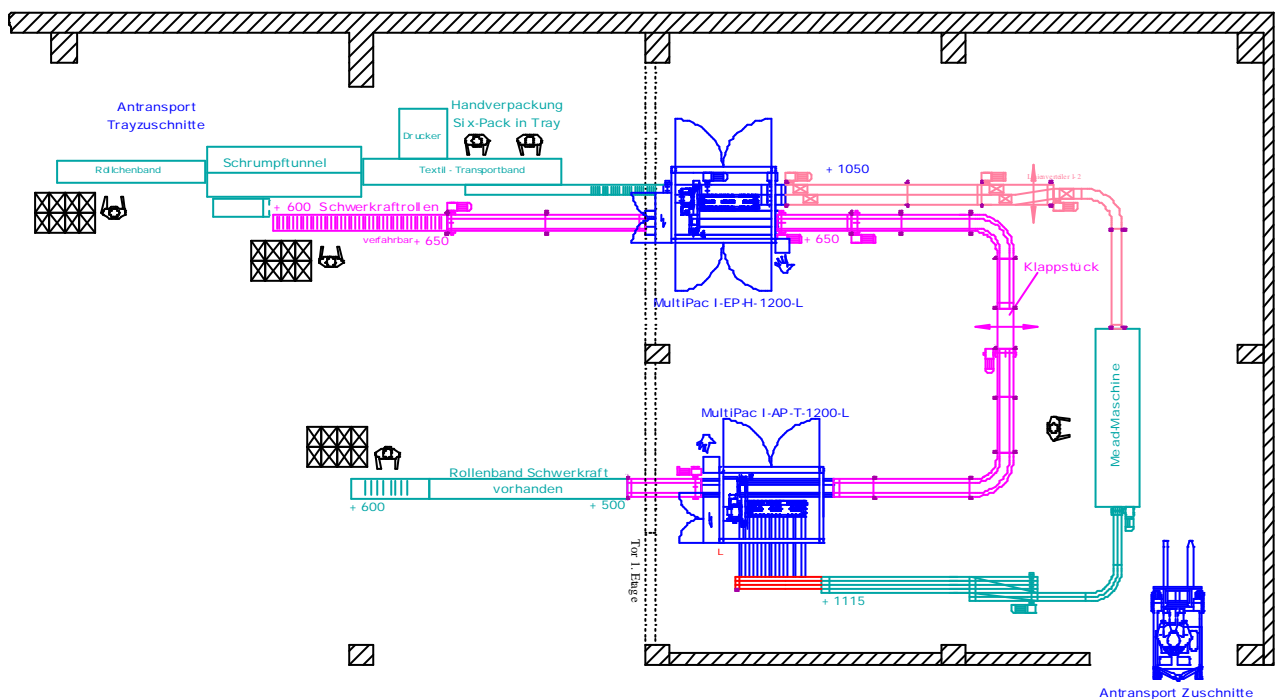 Antransport
Trayzuschnitte
Handverpackung
Six-Pack in Tray
Drucker
Rollchenband
Schrumpftunnel
Textil - Transportband
+ 1050
+ 600 Schwerkraftrollen
verfahrbar + 650
+ 650
Klappstück
MultiPac I-EP-H-1200-L
MultiPac I-AP-T-1200-L
Mead-Maschine
Rollenband Schwerkraft
vorhanden
+ 600
+ 500
L
Tor 1. Etage
+ 1115
Antransport Zuschnitte